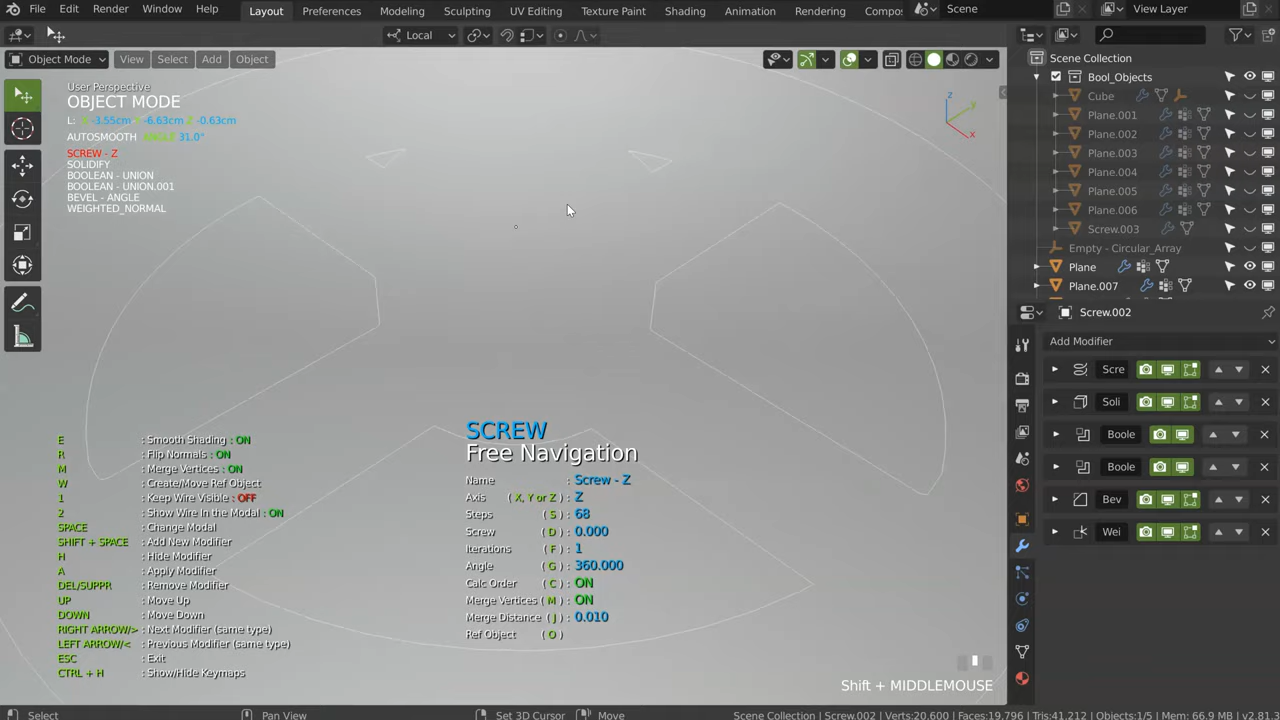 File Edit Render Window Help Layout Preferences Modeling Sculpting UV Editing Texture Paint Shading Animation Rendering Compo Scene View Layer
Local
Object Mode View Select Add Object
Scene Collection
Bool_Objects
Cube
Plane.001
Plane.002
Plane.003
Plane.004
Plane.005
Plane.006
Screw.003
Empty - Circular_Array
Plane
Plane.007
Screw.002
Add Modifier
Scre
Soli
Boole
Boole
Bev
Wei
User Perspective
OBJECT MODE
-3.55cm -6.63cm -0.63cm
AUTOSMOOTH 31.0°
SCREW - Z
SOLIDIFY
BOOLEAN - UNION
BOOLEAN - UNION.001
BEVEL - ANGLE
WEIGHTED_NORMAL
z
y
x
E : Smooth Shading : ON
R : Flip Normals : ON
M : Merge Vertices : ON
W : Create/Move Ref Object
1 : Keep Wire Visible : OFF
2 : Show Wire In the Modal : ON
SPACE : Change Modal
SHIFT + SPACE : Add New Modifier
H : Hide Modifier
A : Apply Modifier
DEL/SUPPR : Remove Modifier
UP : Move Up
DOWN : Move Down
RIGHT ARROW/> : Next Modifier (same type)
LEFT ARROW/< : Previous Modifier (same type)
ESC : Exit
CTRL + H : Show/Hide Keymaps
SCREW
Free Navigation
Name : Screw - Z
Axis ( X, Y or Z ) : Z
Steps ( S ) : 68
Screw ( D ) : 0.000
Iterations ( F ) : 1
Angle ( G ) : 360.000
Calc Order ( C ) : ON
Merge Vertices ( M ) : ON
Merge Distance ( J ) : 0.010
Ref Object ( O )
Shift + MIDDLEMOUSE
Select Pan View Set 3D Cursor Move Scene Collection | Screw.002 | Verts:20.600 | Faces:19.796 | Tris:41.212 | Objects:1/5 | Mem: 66.9 MB | v2.81.3